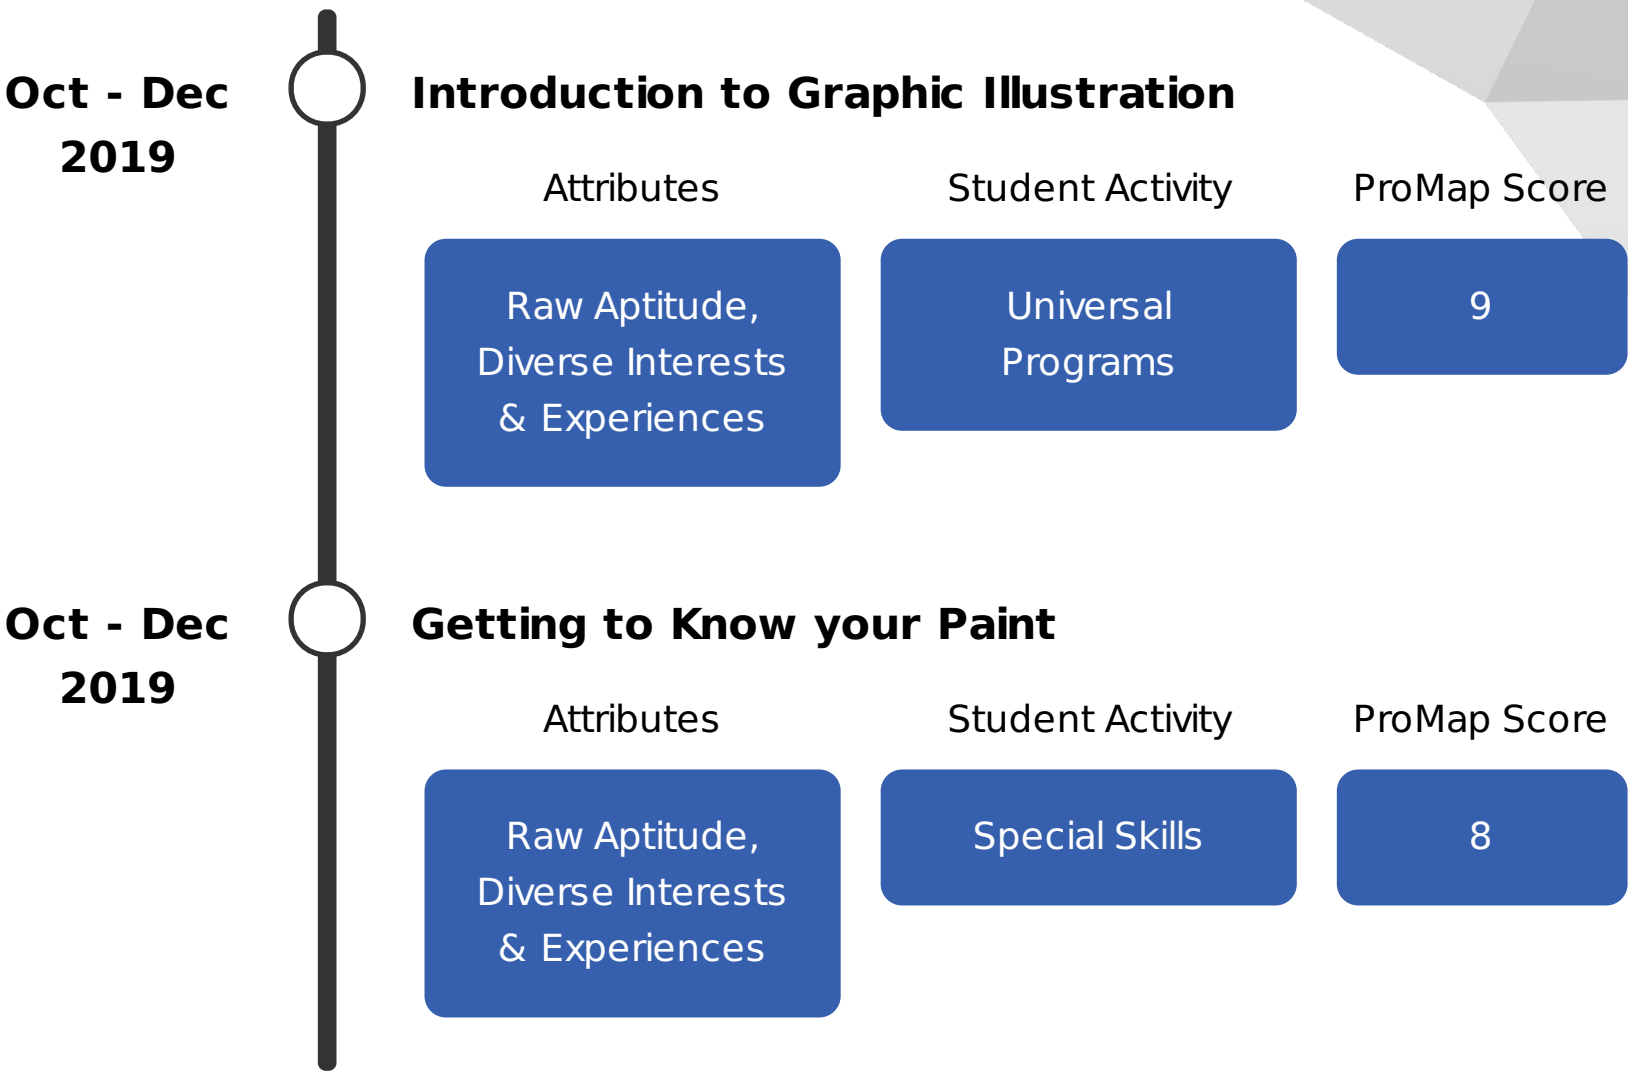 Oct - Dec
2019
Introduction to Graphic Illustration
Attributes
Student Activity
ProMap Score
Raw Aptitude,
Diverse Interests
& Experiences
Universal
Programs
9
Oct - Dec
2019
Getting to Know your Paint
Attributes
Student Activity
ProMap Score
Raw Aptitude,
Diverse Interests
& Experiences
Special Skills
8